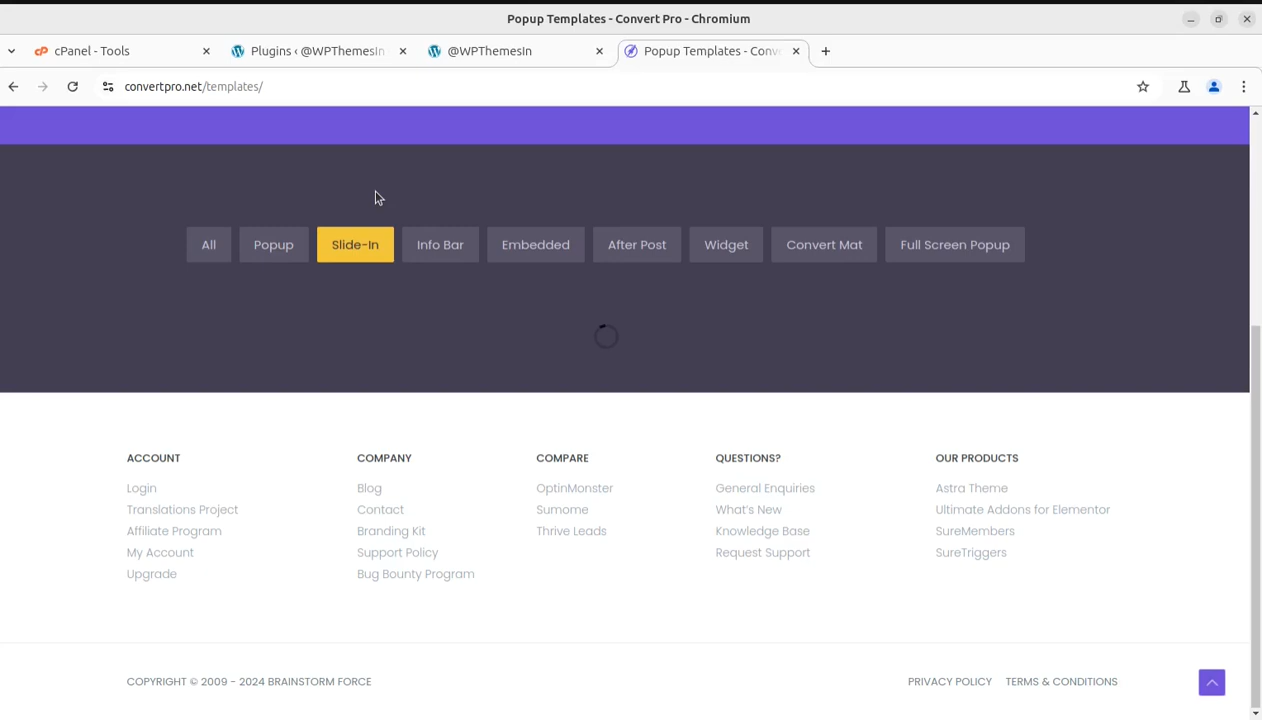 Popup Templates - Convert Pro - Chromium
cPanel - Tools
Plugins ‹ @WPThemesIn
@WPThemesIn
Popup Templates - Conv
convertpro.net/templates/
All
Popup
Slide-In
Info Bar
Embedded
After Post
Widget
Convert Mat
Full Screen Popup
ACCOUNT
Login
Translations Project
Affiliate Program
My Account
Upgrade
COMPANY
Blog
Contact
Branding Kit
Support Policy
Bug Bounty Program
COMPARE
OptinMonster
Sumome
Thrive Leads
QUESTIONS?
General Enquiries
What's New
Knowledge Base
Request Support
OUR PRODUCTS
Astra Theme
Ultimate Addons for Elementor
SureMembers
SureTriggers
COPYRIGHT © 2009 - 2024 BRAINSTORM FORCE
PRIVACY POLICY
TERMS & CONDITIONS